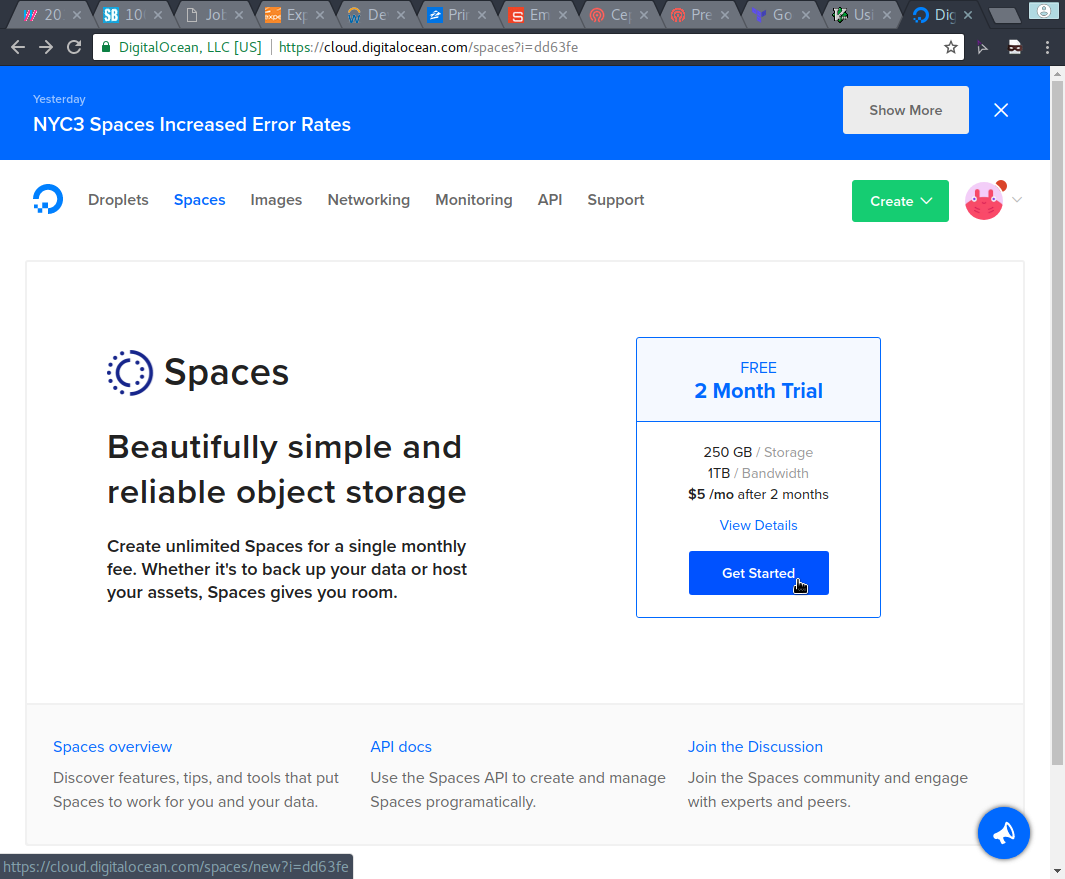 20
SB 10
Job
EXPE Exp
De
Prin
S Em
Cep
Pre
Go
Usi
Dig
DigitalOcean, LLC [US] https://cloud.digitalocean.com/spaces?i=dd63fe
Yesterday
NYC3 Spaces Increased Error Rates
Show More
Droplets Spaces Images Networking Monitoring API Support
Create
Spaces
Beautifully simple and
reliable object storage
Create unlimited Spaces for a single monthly
fee. Whether it's to back up your data or host
your assets, Spaces gives you room.
FREE
2 Month Trial
250 GB / Storage
1TB / Bandwidth
$5 /mo after 2 months
View Details
Get Started
Spaces overview
Discover features, tips, and tools that put
Spaces to work for you and your data.
API docs
Use the Spaces API to create and manage
Spaces programatically.
Join the Discussion
Join the Spaces community and engage
with experts and peers.
https://cloud.digitalocean.com/spaces/new?i=dd63fe